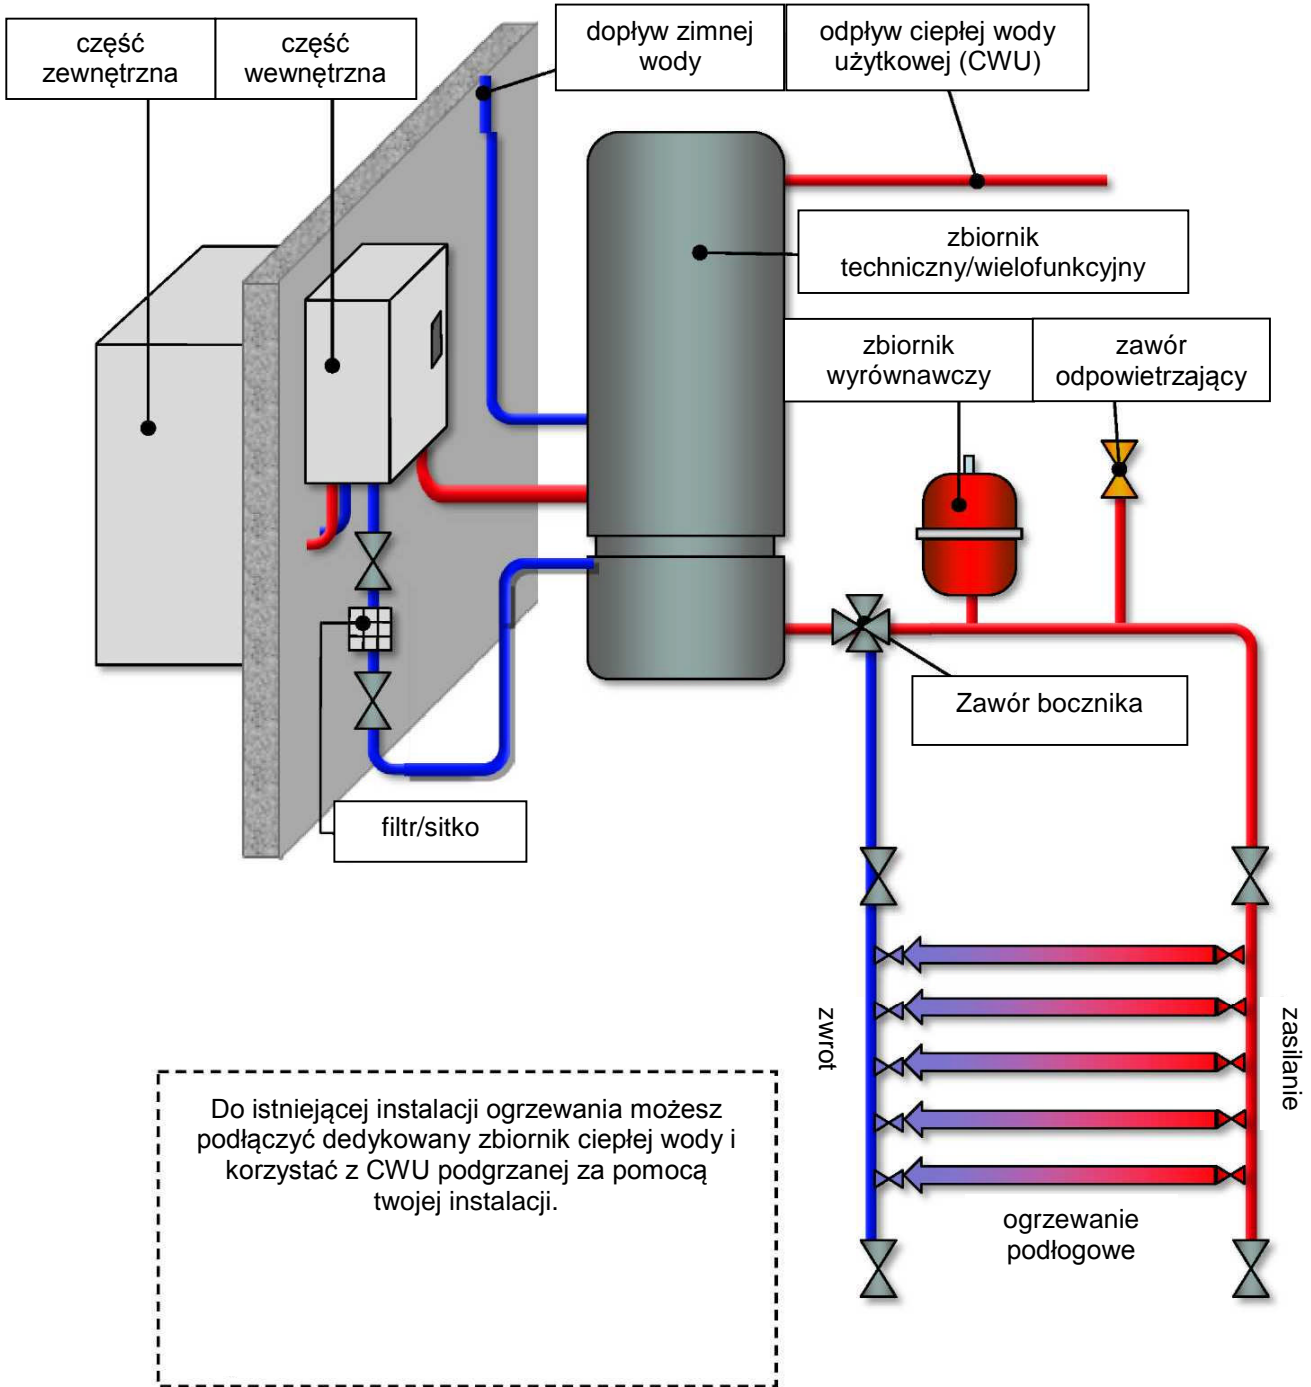 część
zewnętrzna
część
wewnętrzna
dopływ zimnej
wody
odpływ ciepłej wody
użytkowej (CWU)
zbiornik
techniczny/wielofunkcyjny
zbiornik
wyrównawczy
zawór
odpowietrzający
Zawór bocznika
filtr/sitko
zwrot
zasilanie
ogrzewanie
podłogowe
Do istniejącej instalacji ogrzewania możesz
podłączyć dedykowany zbiornik ciepłej wody i
korzystać z CWU podgrzanej za pomocą
twojej instalacji.